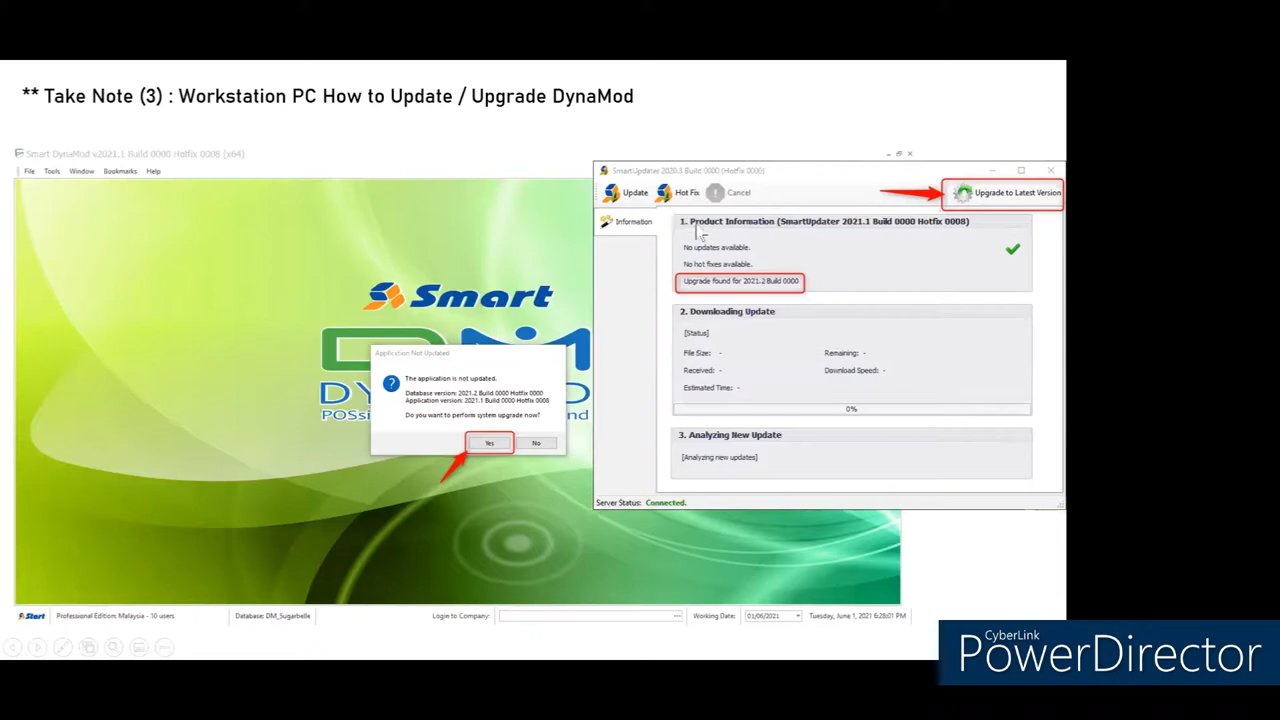 ** Take Note (3) : Workstation PC How to Update / Upgrade DynaMod
Smart DynaMod v2021.1 Build 0000 Hotfix 0008 (x64)
File Tools Window Bookmarks Help
Smart
Application Not Updated
The application is not updated.
Database version: 2021.2 Build 0000 Hotfix 0000
Application version: 2021.1 Build 0000 Hotfix 0008
Do you want to perform system upgrade now?
Yes No
SmartUpdater 2020.3 Build 0000 (Hotfix 0000)
Update Hot Fix Cancel Upgrade to Latest Version
Information
1. Product Information (SmartUpdater 2021.1 Build 0000 Hotfix 0008)
No updates available.
No hot fixes available.
Upgrade found for 2021.2 Build 0000
2. Downloading Update
[Status]
File Size: - Remaining: -
Received: - Download Speed: -
Estimated Time: -
0%
3. Analyzing New Update
[Analyzing new updates]
Server Status: Connected.
Start Professional Edition: Malaysia - 10 users Database: DM_Sugarbelle Login to Company: Working Date: 01/06/2021 Tuesday, June 1, 2021 6:28:01 PM
CyberLink
PowerDirector